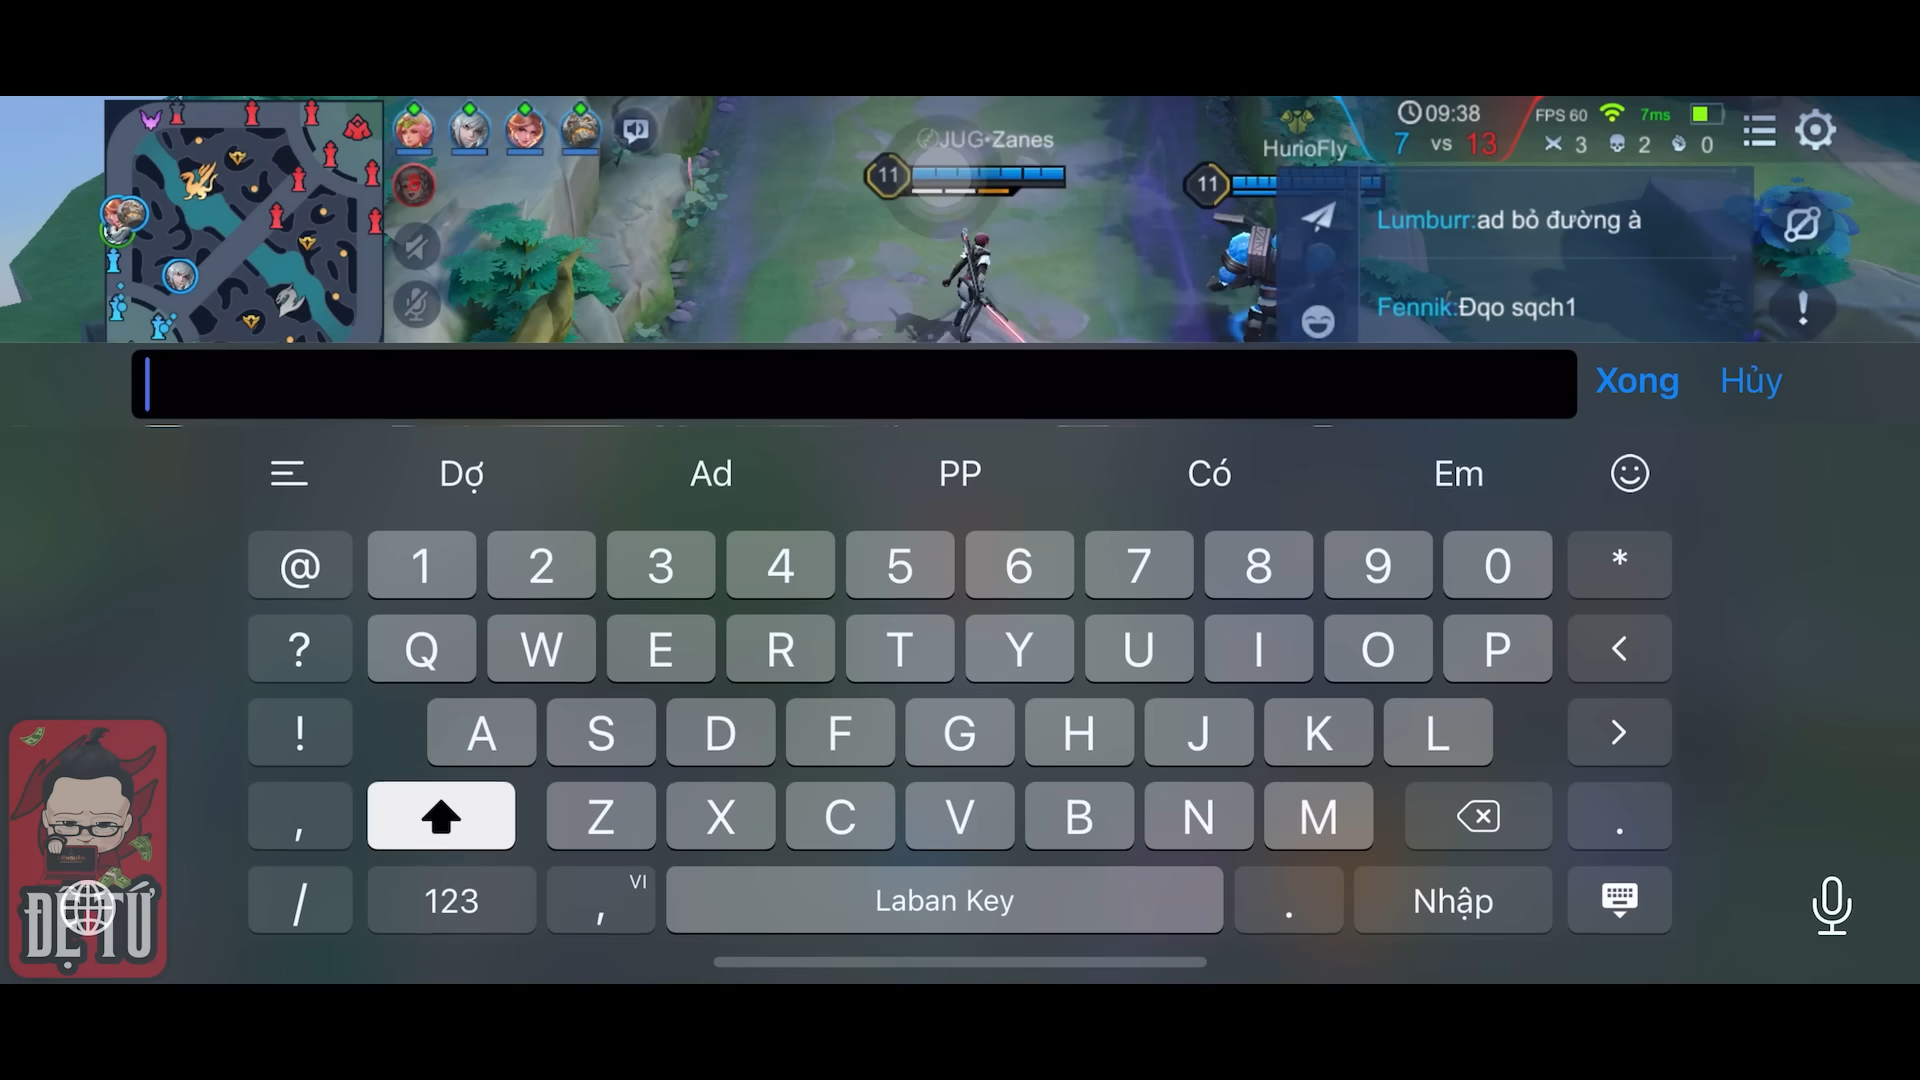 JUG•Zanes
11
HurioFly
11
09:38
7 vs 13
FPS 60
7ms
3
2
0
Lumburr:ad bỏ đường à
Fennik:Đqo sqch1
Xong
Hủy
Dợ
Ad
PP
Có
Em
@ 1 2 3 4 5 6 7 8 9 0 *
? Q W E R T Y U I O P <
! A S D F G H J K L >
, Z X C V B N M .
/ 123 , VI Laban Key . Nhập
ĐỆ TỨ